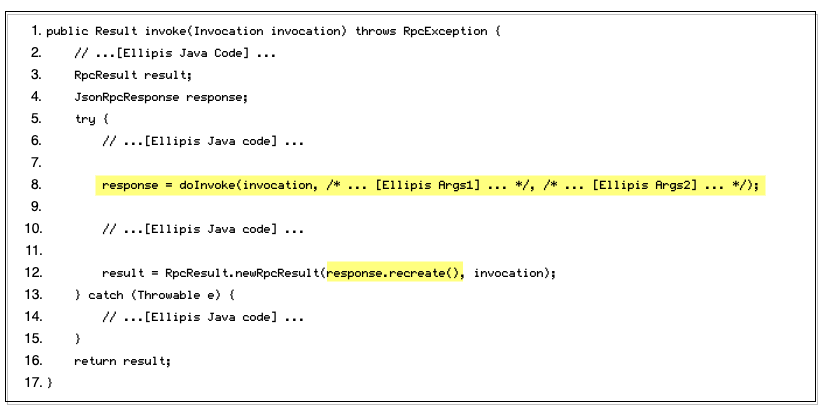 1. public Result invoke(Invocation invocation) throws RpcException {
2. // ...[Ellipis Java Code] ...
3. RpcResult result;
4. JsonRpcResponse response;
5. try {
6. // ...[Ellipis Java code] ...
7.
8. response = doInvoke(invocation, /* ... [Ellipis Args1] ... */, /* ... [Ellipis Args2] ... */);
9.
10. // ...[Ellipis Java code] ...
11.
12. result = RpcResult.newRpcResult(response.recreate(), invocation);
13. } catch (Throwable e) {
14. // ...[Ellipis Java code] ...
15. }
16. return result;
17. }